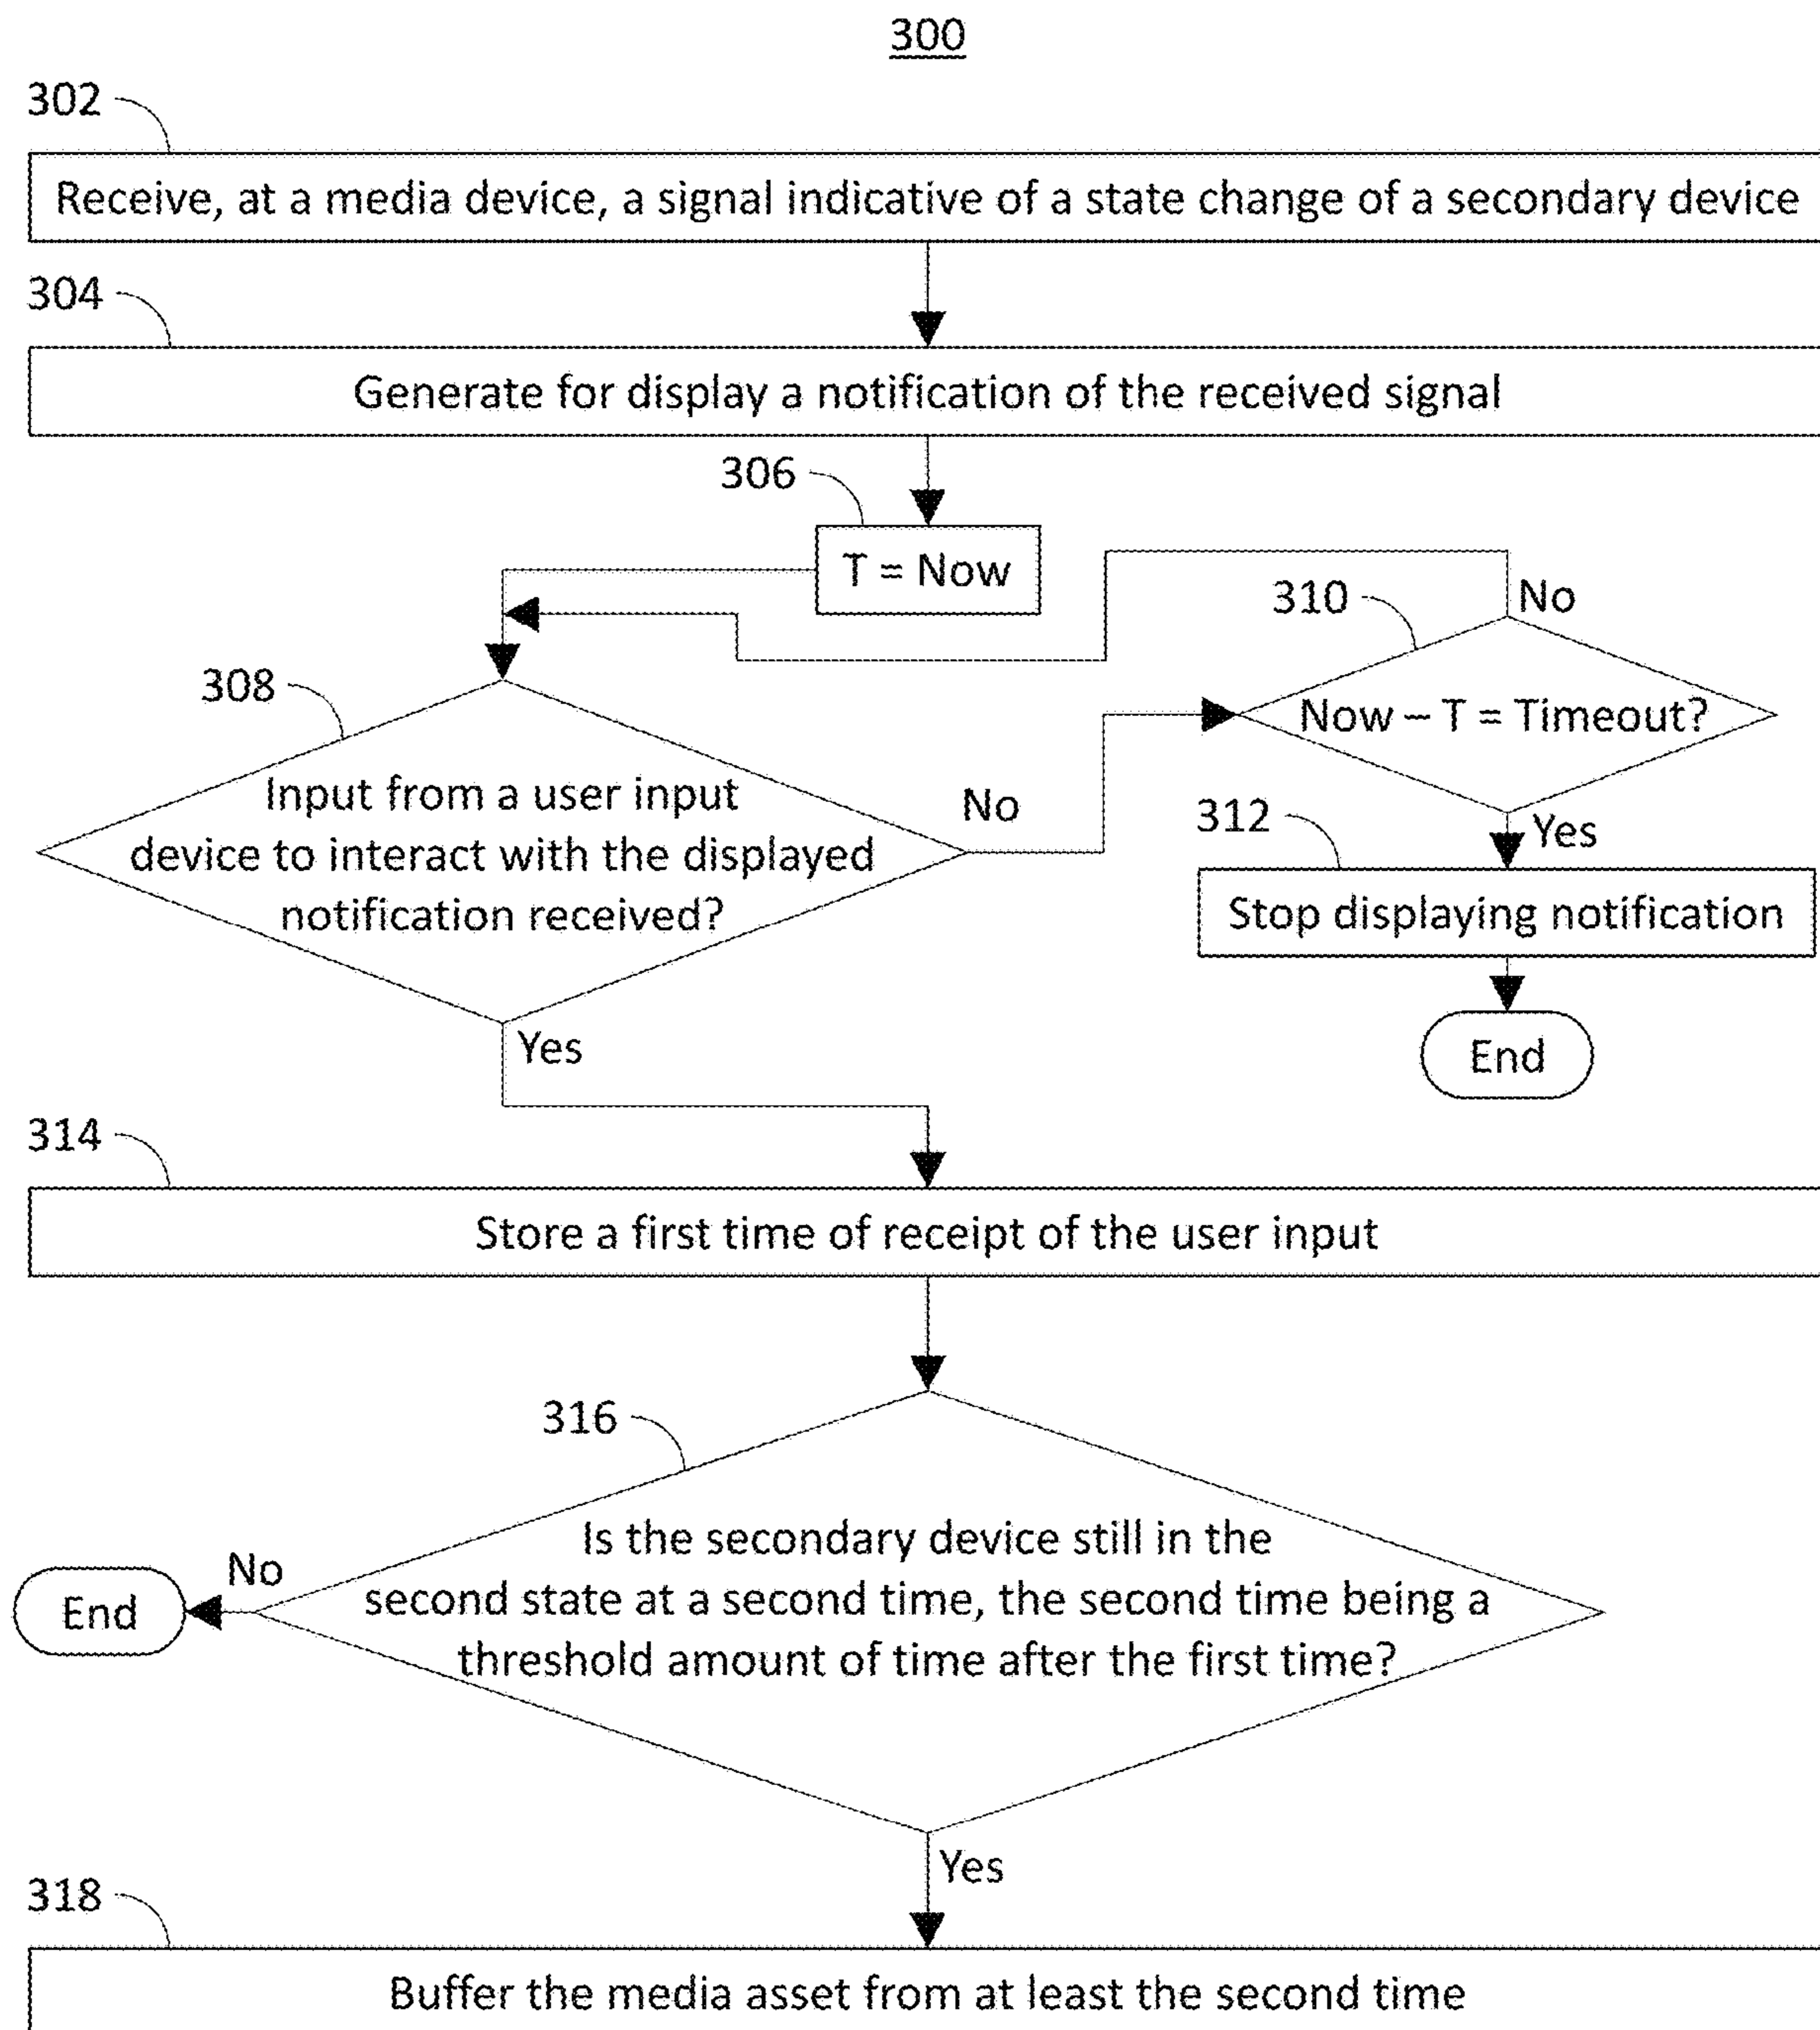 300
302
Receive, at a media device, a signal indicative of a state change of a secondary device
304
Generate for display a notification of the received signal
306
T = Now
310
No
308
Now – T = Timeout?
Input from a user input
device to interact with the displayed
notification received?
No
312
Yes
Stop displaying notification
End
Yes
314
Store a first time of receipt of the user input
316
Is the secondary device still in the
second state at a second time, the second time being a
threshold amount of time after the first time?
No
End
Yes
318
Buffer the media asset from at least the second time